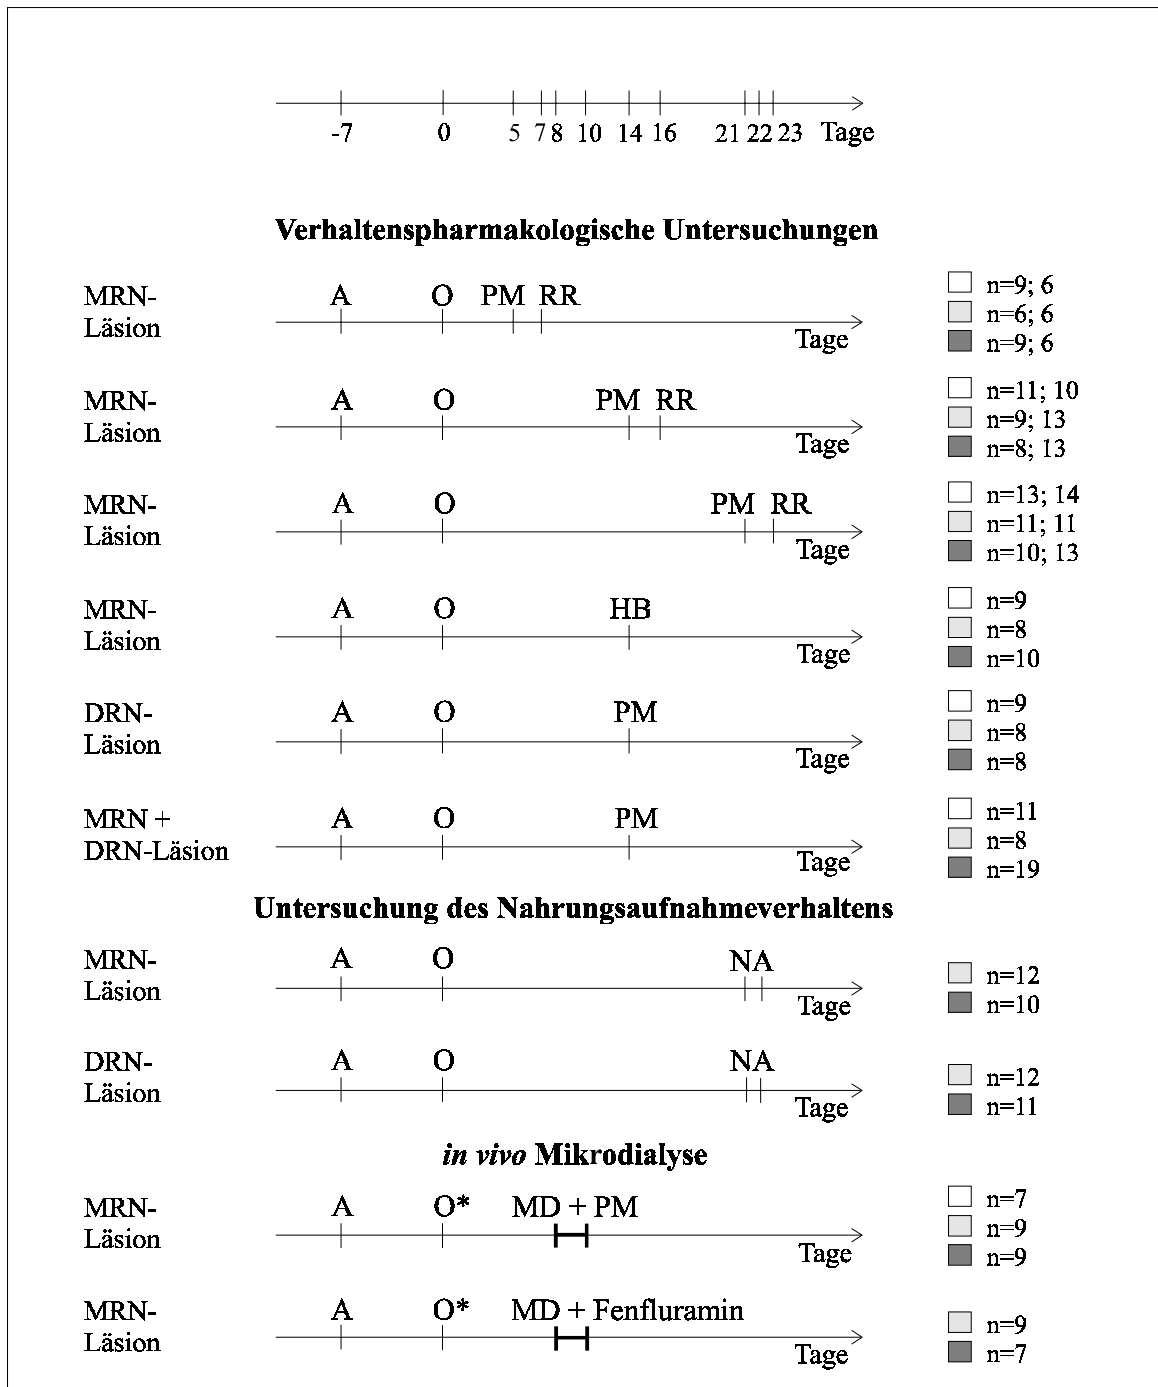 -7 0 5 7 8 10 14 16 21 22 23 Tage
Verhaltenspharmakologische Untersuchungen
MRN-
Läsion
A O PM RR
Tage
n=9; 6
n=6; 6
n=9; 6
MRN-
Läsion
A O PM RR
Tage
n=11; 10
n=9; 13
n=8; 13
MRN-
Läsion
A O PM RR
Tage
n=13; 14
n=11; 11
n=10; 13
MRN-
Läsion
A O HB
Tage
n=9
n=8
n=10
DRN-
Läsion
A O PM
Tage
n=9
n=8
n=8
MRN +
DRN-Läsion
A O PM
Tage
n=11
n=8
n=19
Untersuchung des Nahrungsaufnahmeverhaltens
MRN-
Läsion
A O NA
Tage
n=12
n=10
DRN-
Läsion
A O NA
Tage
n=12
n=11
in vivo Mikrodialyse
MRN-
Läsion
A O* MD + PM
Tage
n=7
n=9
n=9
MRN-
Läsion
A O* MD + Fenfluramin
Tage
n=9
n=7